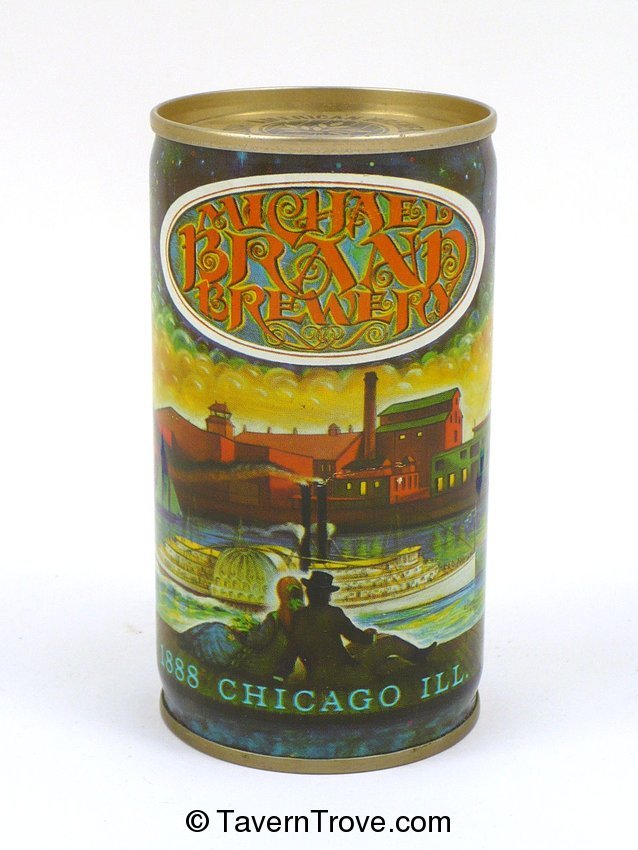 MICHAEL
BRAND
BREWERY
1888 CHICAGO ILL.
© TavernTrove.com